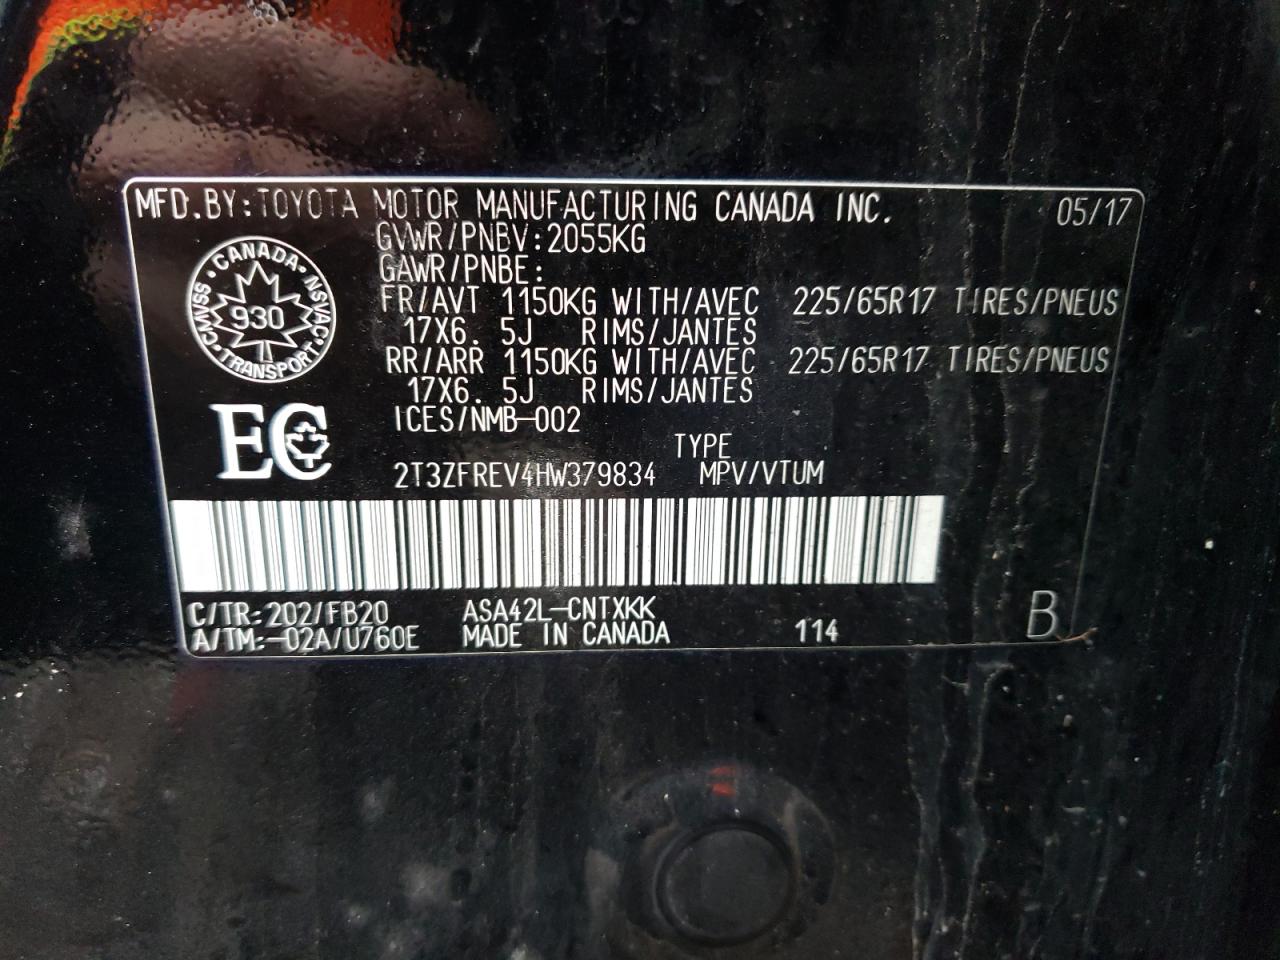 MFD.BY:TOYOTA MOTOR MANUFACTURING CANADA INC. 05/17
GVWR/PNBV:2055KG
GAWR/PNBE:
FR/AVT 1150KG WITH/AVEC 225/65R17 TIRES/PNEUS
17X6. 5J RIMS/JANTES
RR/ARR 1150KG WITH/AVEC 225/65R17 TIRES/PNEUS
17X6. 5J RIMS/JANTES
ICES/NMB-002
CANADA • NSVAC • TRANSPORT • CMVSS •
930
EC
TYPE
2T3ZFREV4HW379834 MPV/VTUM
C/TR:202/FB20 ASA42L-CNTXKK
A/TM:-02A/U760E MADE IN CANADA 114 B